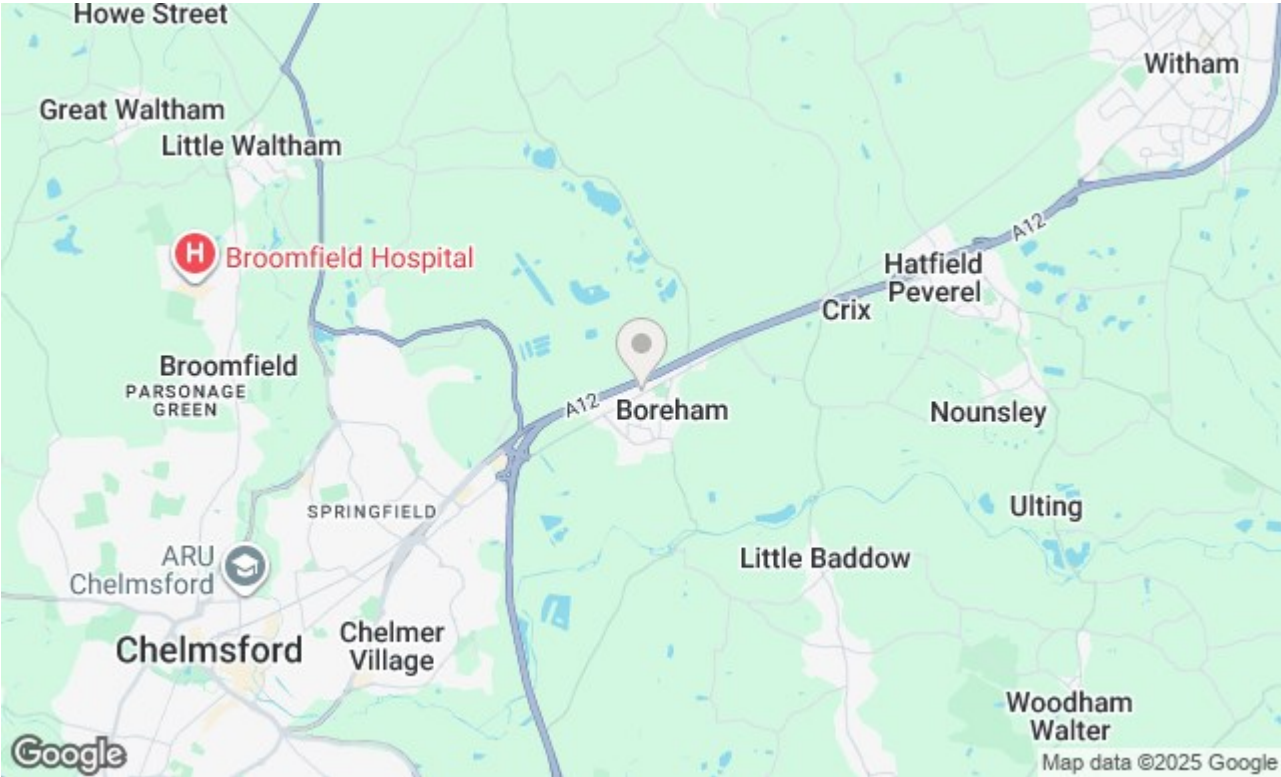 Howe Street
Witham
Great Waltham
Little Waltham
A12
H
Broomfield Hospital
Hatfield
Peverel
Crix
Broomfield
PARSONAGE
GREEN
A12
Boreham
Nounsley
SPRINGFIELD
Ulting
ARU
Chelmsford
Little Baddow
Chelmer
Village
Chelmsford
Woodham
Walter
Google
Map data ©2025 Google